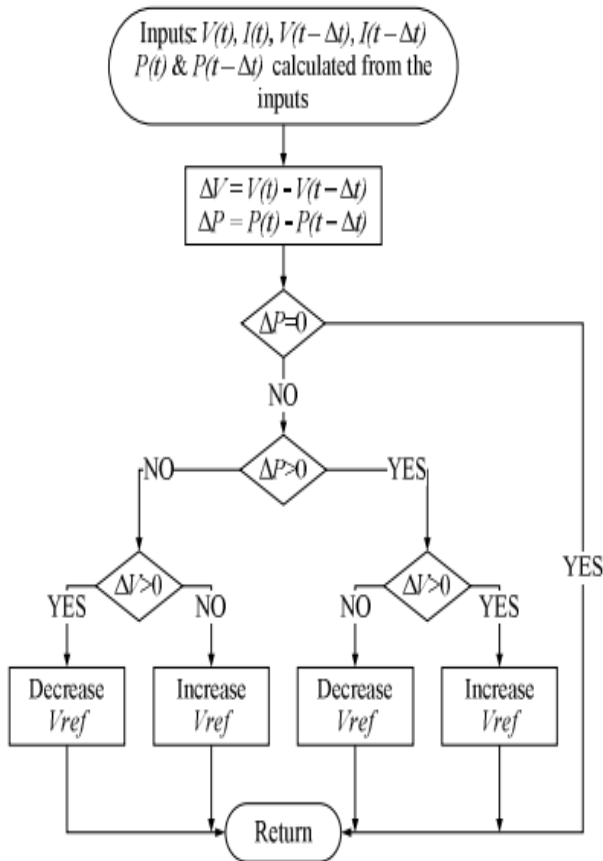 Inputs: V(t), I(t), V(t–Δt), I(t–Δt)
P(t) & P(t–Δt) calculated from the
inputs
ΔV = V(t) - V(t–Δt)
ΔP = P(t) - P(t–Δt)
ΔP=0
NO
ΔP>0
NO
YES
ΔV>0
ΔV>0
YES
YES
NO
NO
YES
Decrease
Vref
Increase
Vref
Decrease
Vref
Increase
Vref
Return